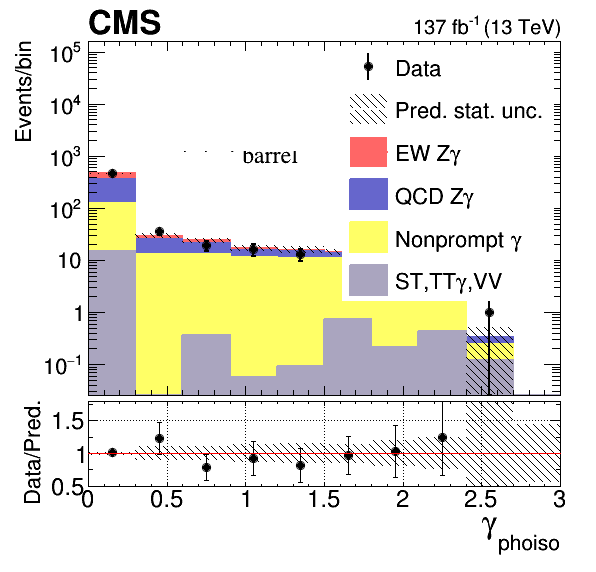 CMS 137 fb⁻¹ (13 TeV)
Events/bin
10⁵
10⁴
10³
10²
10
1
10⁻¹
Data
Pred. stat. unc.
barrel
EW Zγ
QCD Zγ
Nonprompt γ
ST,TTγ,VV
Data/Pred.
1.5
1
0.5
0 0.5 1 1.5 2 2.5 3
γ phoiso